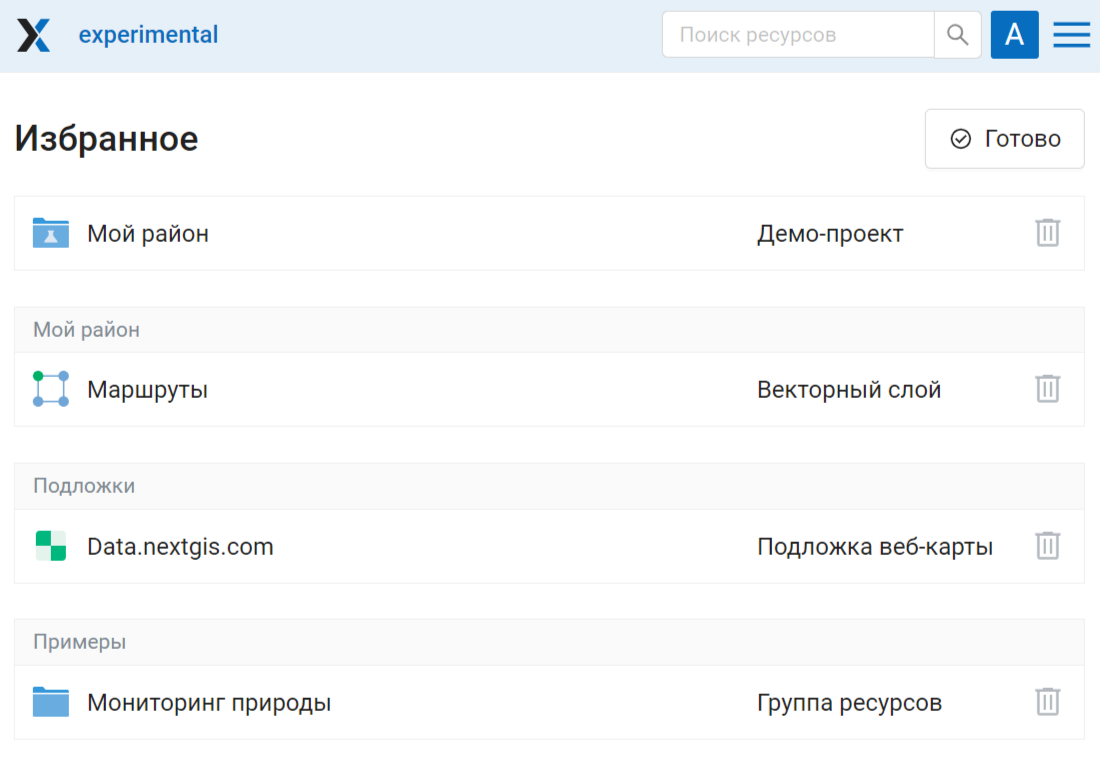 experimental
Поиск ресурсов
A
Избранное
Готово
Мой район Демо-проект
Мой район
Маршруты Векторный слой
Подложки
Data.nextgis.com Подложка веб-карты
Примеры
Мониторинг природы Группа ресурсов